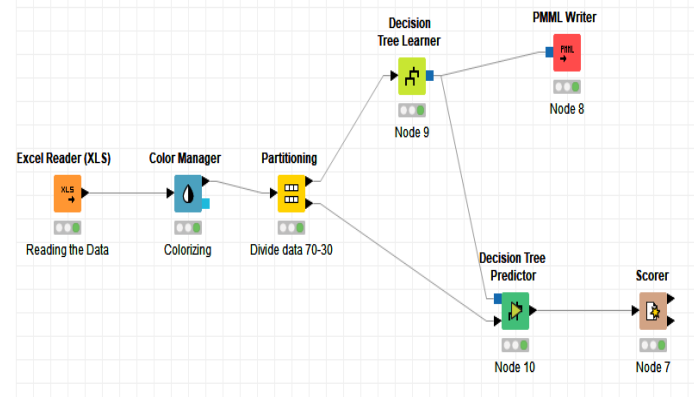 Decision
Tree Learner
Node 9
PMML Writer
PMML
Node 8
Excel Reader (XLS)
XLS
Reading the Data
Color Manager
Colorizing
Partitioning
Divide data 70-30
Decision Tree
Predictor
Node 10
Scorer
Node 7